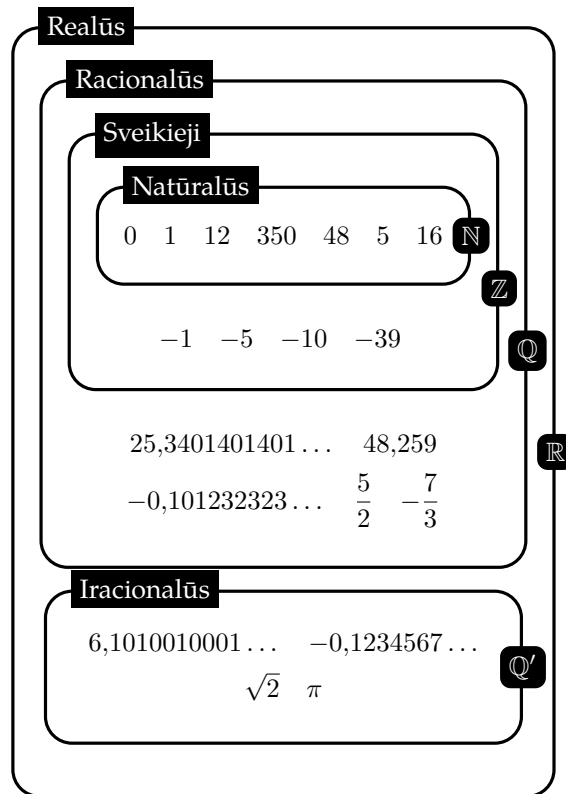 Realūs
Racionalūs
Sveikieji
Natūralūs
0 1 12 350 48 5 16 ℕ
ℤ
−1 −5 −10 −39
ℚ
25,3401401401… 48,259
ℝ
−0,101232323… 5/2 −7/3
Iracionalūs
6,1010010001… −0,1234567…
ℚ′
√2 π